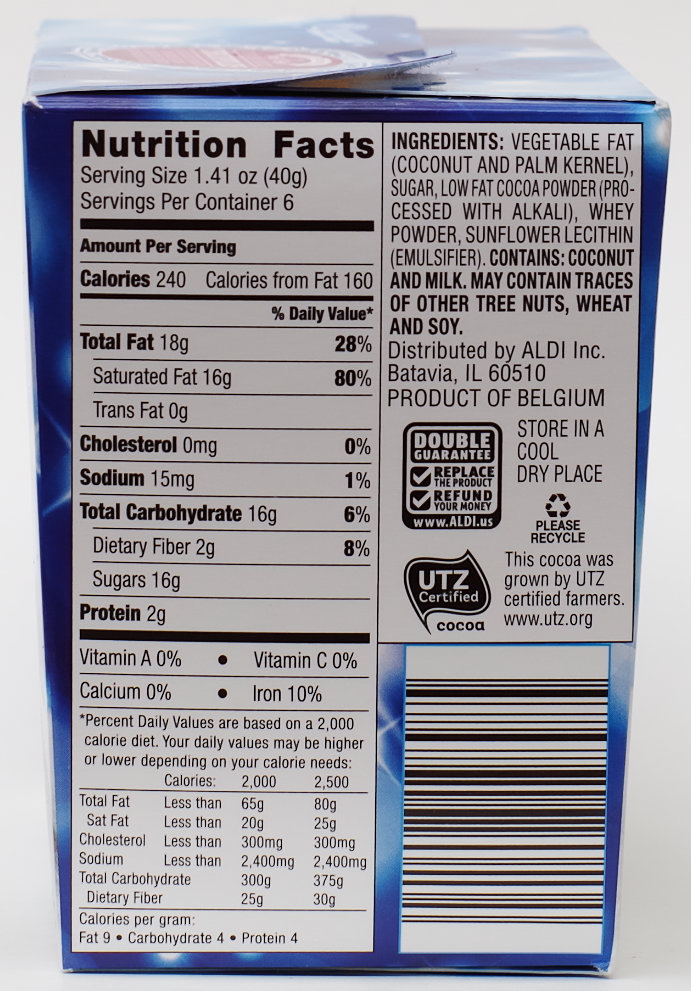 Nutrition Facts
Serving Size 1.41 oz (40g)
Servings Per Container 6
Amount Per Serving
Calories 240 Calories from Fat 160
% Daily Value*
Total Fat 18g 28%
Saturated Fat 16g 80%
Trans Fat 0g
Cholesterol 0mg 0%
Sodium 15mg 1%
Total Carbohydrate 16g 6%
Dietary Fiber 2g 8%
Sugars 16g
Protein 2g
Vitamin A 0% • Vitamin C 0%
Calcium 0% • Iron 10%
*Percent Daily Values are based on a 2,000
calorie diet. Your daily values may be higher
or lower depending on your calorie needs:
Calories: 2,000 2,500
Total Fat Less than 65g 80g
Sat Fat Less than 20g 25g
Cholesterol Less than 300mg 300mg
Sodium Less than 2,400mg 2,400mg
Total Carbohydrate 300g 375g
Dietary Fiber 25g 30g
Calories per gram:
Fat 9 • Carbohydrate 4 • Protein 4
INGREDIENTS: VEGETABLE FAT
(COCONUT AND PALM KERNEL),
SUGAR, LOW FAT COCOA POWDER (PRO-
CESSED WITH ALKALI), WHEY
POWDER, SUNFLOWER LECITHIN
(EMULSIFIER). CONTAINS: COCONUT
AND MILK. MAY CONTAIN TRACES
OF OTHER TREE NUTS, WHEAT
AND SOY.
Distributed by ALDI Inc.
Batavia, IL 60510
PRODUCT OF BELGIUM
DOUBLE
GUARANTEE
REPLACE
THE PRODUCT
REFUND
YOUR MONEY
www.ALDI.us
STORE IN A
COOL
DRY PLACE
PLEASE
RECYCLE
UTZ
Certified
cocoa
This cocoa was
grown by UTZ
certified farmers.
www.utz.org